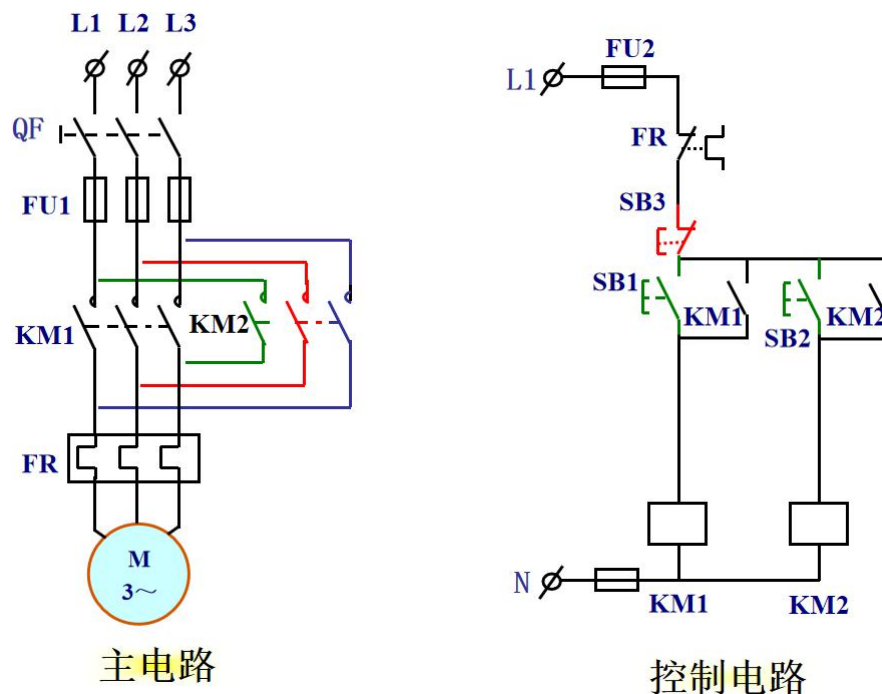 L1 L2 L3
QF
FU1
KM1
KM2
FR
M
3～
主电路
FU2
L1
FR
SB3
SB1
KM1
SB2
KM2
N
KM1
KM2
控制电路